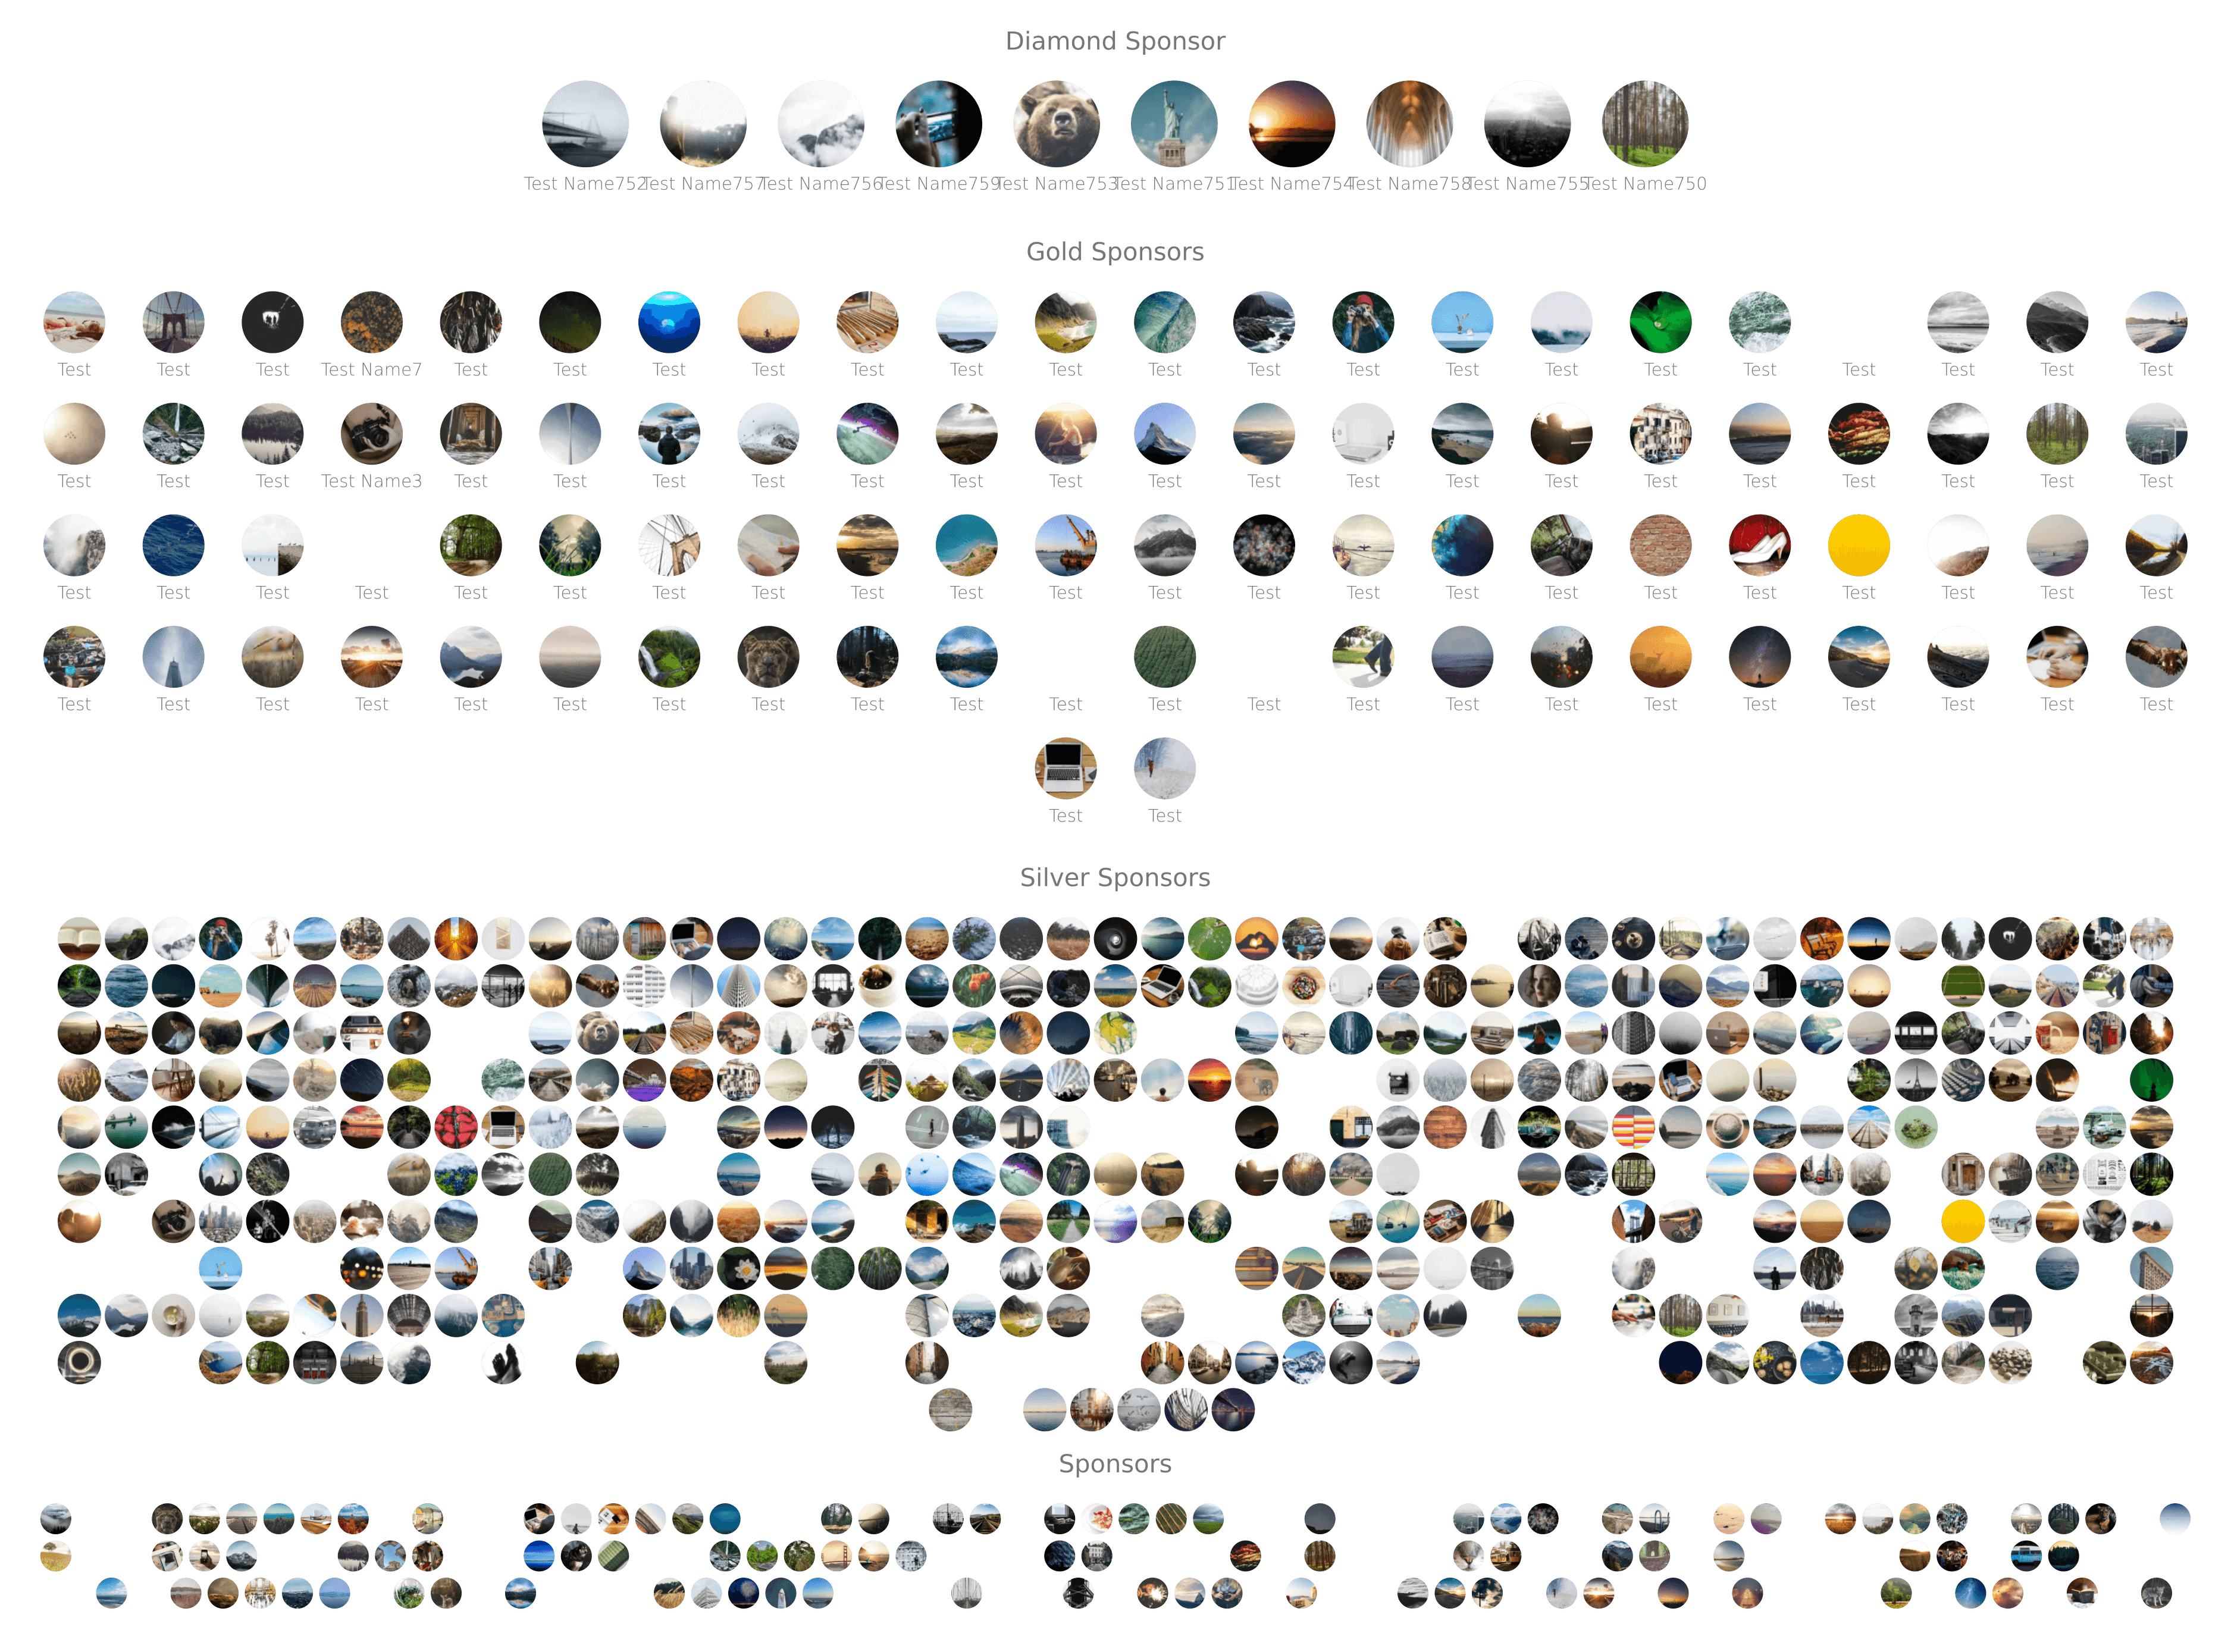 Diamond Sponsor
Test Name752 Test Name757 Test Name756 Test Name759 Test Name753 Test Name751 Test Name754 Test Name758 Test Name755 Test Name750
Gold Sponsors
Test Test Test Test Name7 Test Test Test Test Test Test Test Test Test Test Test Test Test Test Test Test Test Test
Test Test Test Test Name3 Test Test Test Test Test Test Test Test Test Test Test Test Test Test Test Test Test Test
Test Test Test Test Test Test Test Test Test Test Test Test Test Test Test Test Test Test Test Test Test Test
Test Test Test Test Test Test Test Test Test Test Test Test Test Test Test Test Test Test Test Test Test Test
Test Test
Silver Sponsors
Sponsors